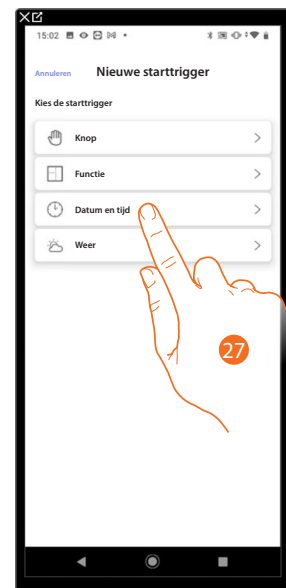 15:02
Annuleren Nieuwe starttrigger
Kies de starttrigger
Knop
Functie
Datum en tijd
Weer
27